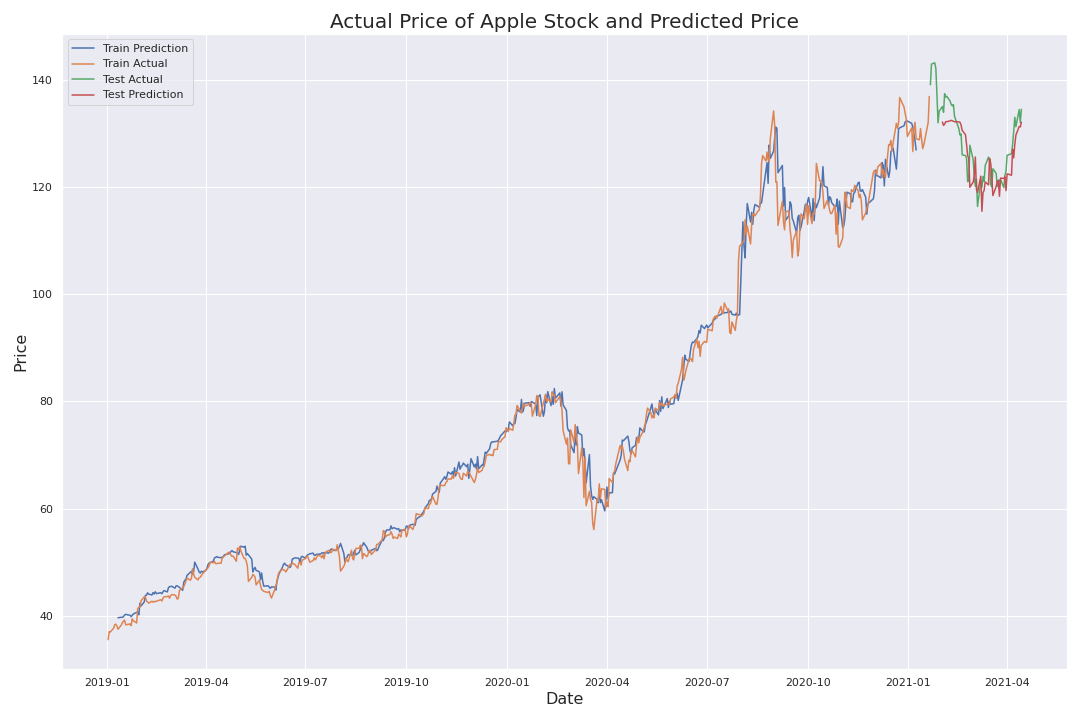 Actual Price of Apple Stock and Predicted Price
Train Prediction
Train Actual
Test Actual
Test Prediction
Price
140
120
100
80
60
40
2019-01 2019-04 2019-07 2019-10 2020-01 2020-04 2020-07 2020-10 2021-01 2021-04
Date